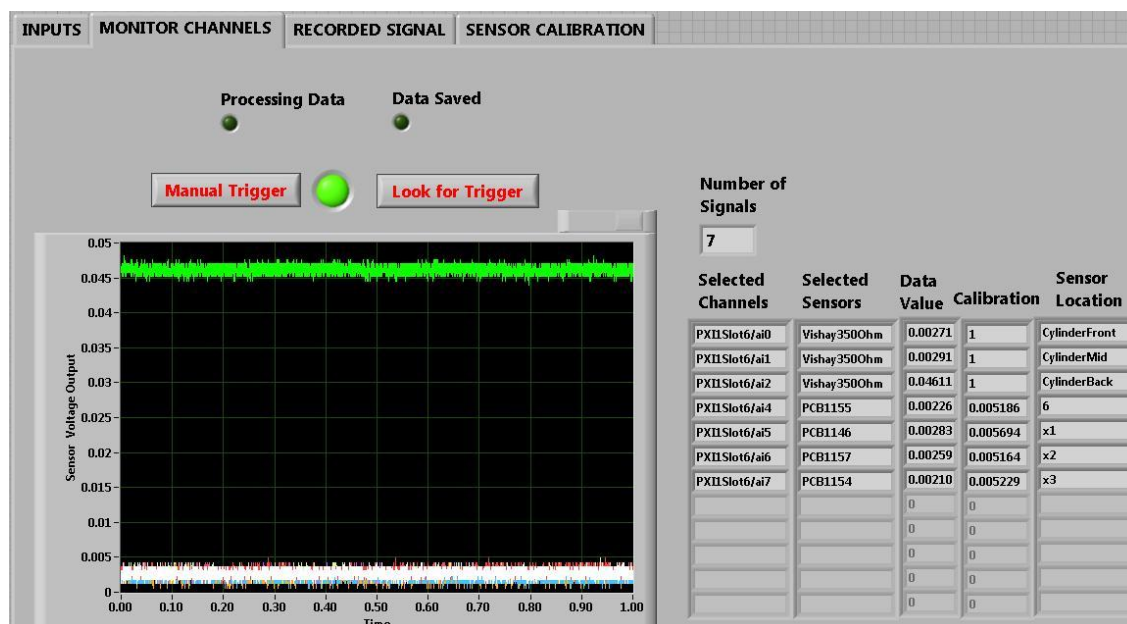 INPUTS MONITOR CHANNELS RECORDED SIGNAL SENSOR CALIBRATION
Processing Data Data Saved
Manual Trigger Look for Trigger
Number of
Signals
7
Selected Selected Data Sensor
Channels Sensors Value Calibration Location
PXI1Slot6/ai0 Vishay350Ohm 0.00271 1 CylinderFront
PXI1Slot6/ai1 Vishay350Ohm 0.00291 1 CylinderMid
PXI1Slot6/ai2 Vishay350Ohm 0.04611 1 CylinderBack
PXI1Slot6/ai4 PCB1155 0.00226 0.005186 6
PXI1Slot6/ai5 PCB1146 0.00283 0.005694 x1
PXI1Slot6/ai6 PCB1157 0.00259 0.005164 x2
PXI1Slot6/ai7 PCB1154 0.00210 0.005229 x3
0 0
0 0
0 0
0 0
0 0
Sensor Voltage Output
0.05
0.045
0.04
0.035
0.03
0.025
0.02
0.015
0.01
0.005
0
0.00 0.10 0.20 0.30 0.40 0.50 0.60 0.70 0.80 0.90 1.00
Time